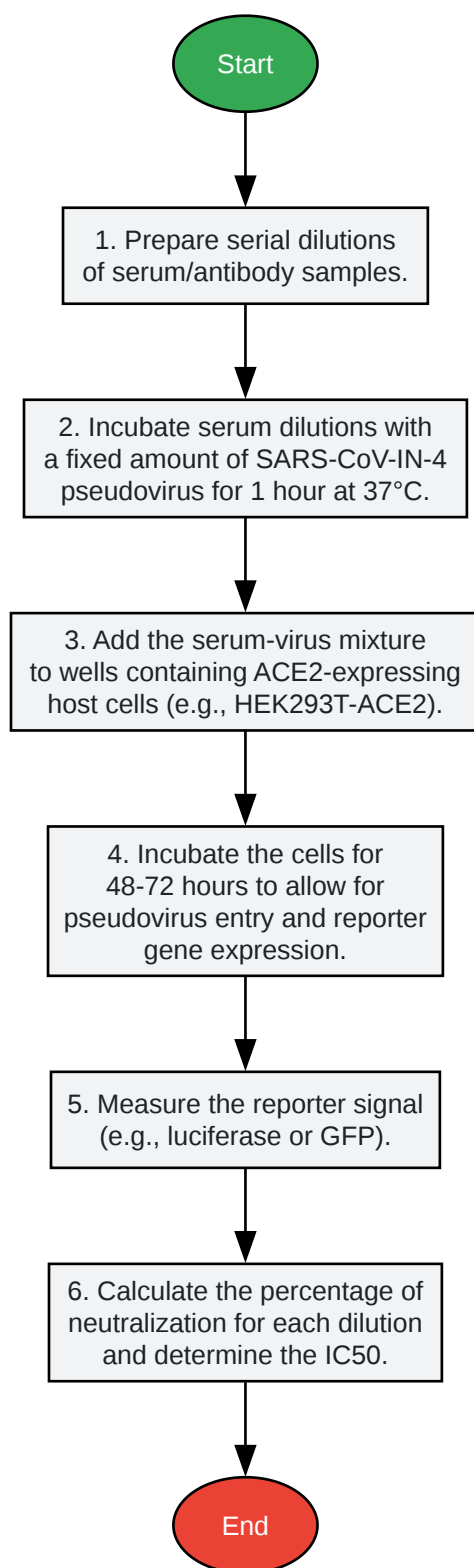 Start
1. Prepare serial dilutions
of serum/antibody samples.
2. Incubate serum dilutions with
a fixed amount of SARS-CoV-IN-4
pseudovirus for 1 hour at 37°C.
3. Add the serum-virus mixture
to wells containing ACE2-expressing
host cells (e.g., HEK293T-ACE2).
4. Incubate the cells for
48-72 hours to allow for
pseudovirus entry and reporter
gene expression.
5. Measure the reporter signal
(e.g., luciferase or GFP).
6. Calculate the percentage of
neutralization for each dilution
and determine the IC50.
End